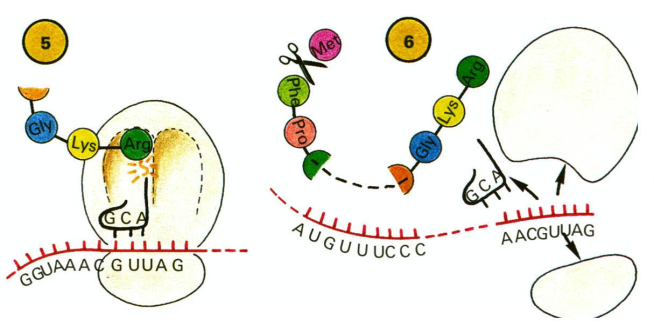 5
Gly
Lys
Arg
GCA
GGUAAACGUUAG
6
Met
Phe
Pro
Gly
Lys
Arg
GCA
AUGUUUCCC
AACGUUAG